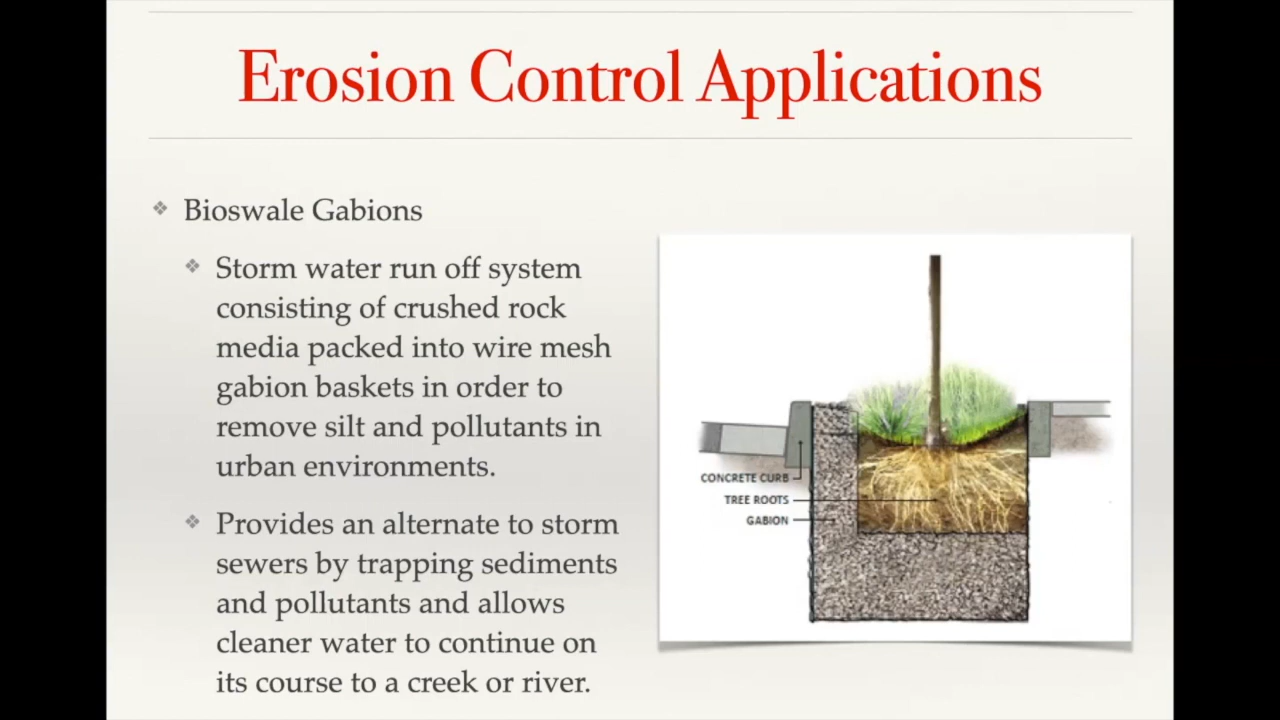 Erosion Control Applications
Bioswale Gabions
Storm water run off system
consisting of crushed rock
media packed into wire mesh
gabion baskets in order to
remove silt and pollutants in
urban environments.
Provides an alternate to storm
sewers by trapping sediments
and pollutants and allows
cleaner water to continue on
its course to a creek or river.
CONCRETE CURB
TREE ROOTS
GABION